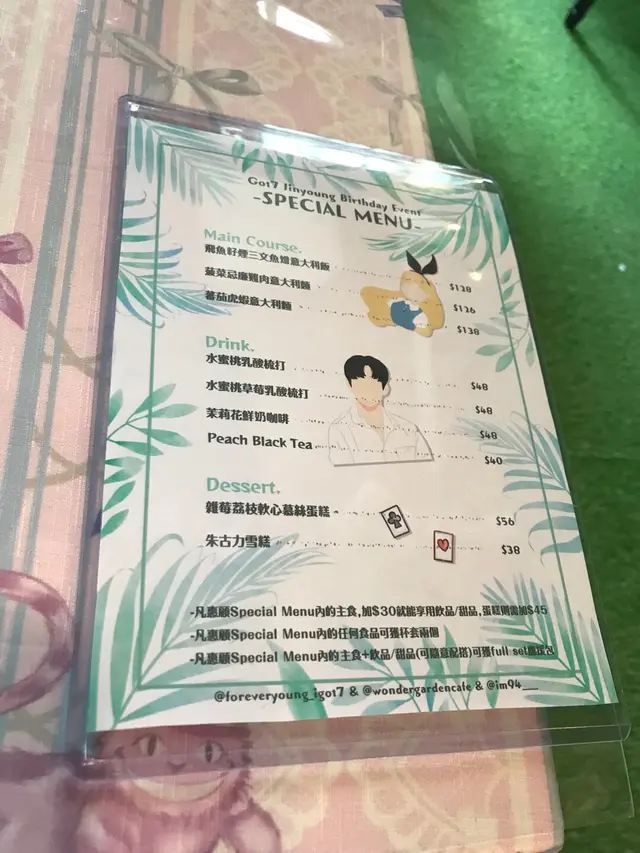 Got7 Jinyoung Birthday Event
-SPECIAL MENU-
Main Course.
飛魚籽煙三文魚燴意大利飯 $128
菠菜忌廉雞肉意大利麵 $126
蕃茄虎蝦意大利麵 $138
Drink.
水蜜桃乳酸梳打 $48
水蜜桃草莓乳酸梳打 $48
茉莉花鮮奶咖啡 $48
Peach Black Tea $40
Dessert.
雜莓荔枝軟心慕絲蛋糕 $56
朱古力雪糕 $38
-凡惠顧Special Menu內的主食,加$30就能享用飲品/甜品,蛋糕則需加$45
-凡惠顧Special Menu內的任何食品可獲杯套兩個
-凡惠顧Special Menu內的主食+飲品/甜品(可隨意配搭)可獲full set應援包
@foreveryoung_igot7 & @wondergardencafe & @im94___